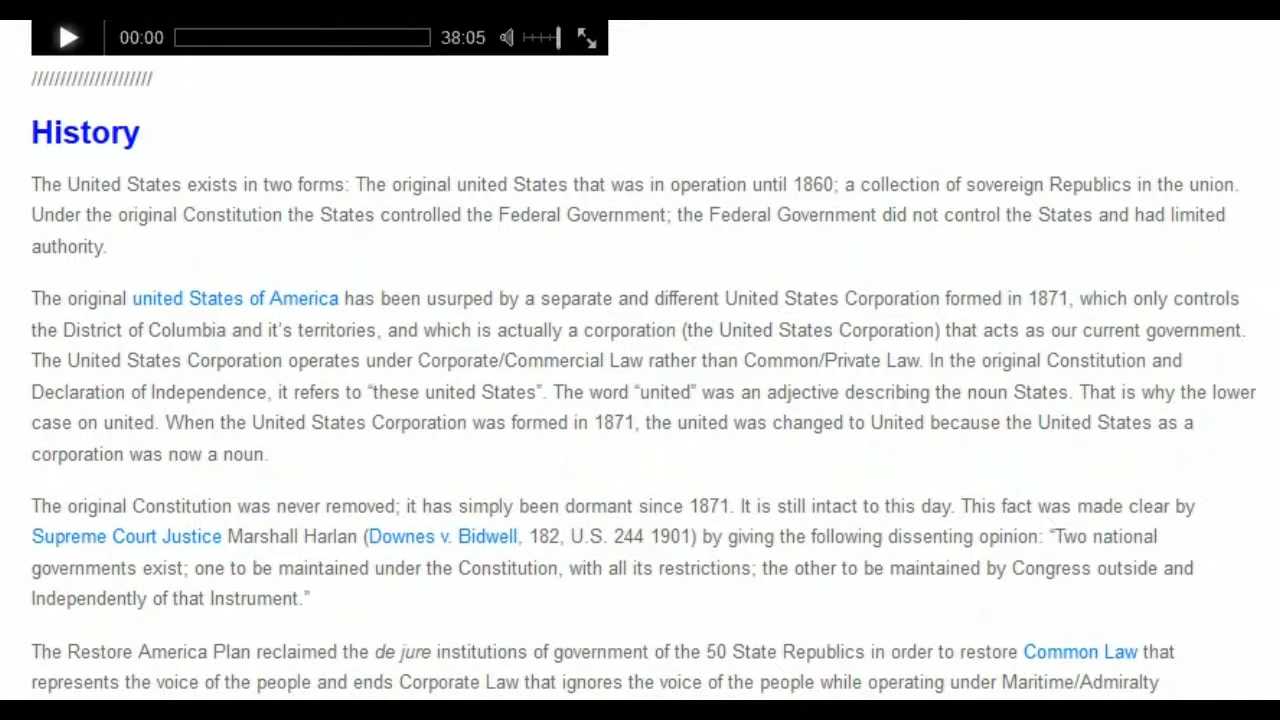 00:00 38:05
/////////////////////
History
The United States exists in two forms: The original united States that was in operation until 1860; a collection of sovereign Republics in the union.
Under the original Constitution the States controlled the Federal Government; the Federal Government did not control the States and had limited
authority.
The original united States of America has been usurped by a separate and different United States Corporation formed in 1871, which only controls
the District of Columbia and it's territories, and which is actually a corporation (the United States Corporation) that acts as our current government.
The United States Corporation operates under Corporate/Commercial Law rather than Common/Private Law. In the original Constitution and
Declaration of Independence, it refers to “these united States”. The word “united” was an adjective describing the noun States. That is why the lower
case on united. When the United States Corporation was formed in 1871, the united was changed to United because the United States as a
corporation was now a noun.
The original Constitution was never removed; it has simply been dormant since 1871. It is still intact to this day. This fact was made clear by
Supreme Court Justice Marshall Harlan (Downes v. Bidwell, 182, U.S. 244 1901) by giving the following dissenting opinion: “Two national
governments exist; one to be maintained under the Constitution, with all its restrictions; the other to be maintained by Congress outside and
Independently of that Instrument.”
The Restore America Plan reclaimed the de jure institutions of government of the 50 State Republics in order to restore Common Law that
represents the voice of the people and ends Corporate Law that ignores the voice of the people while operating under Maritime/Admiralty